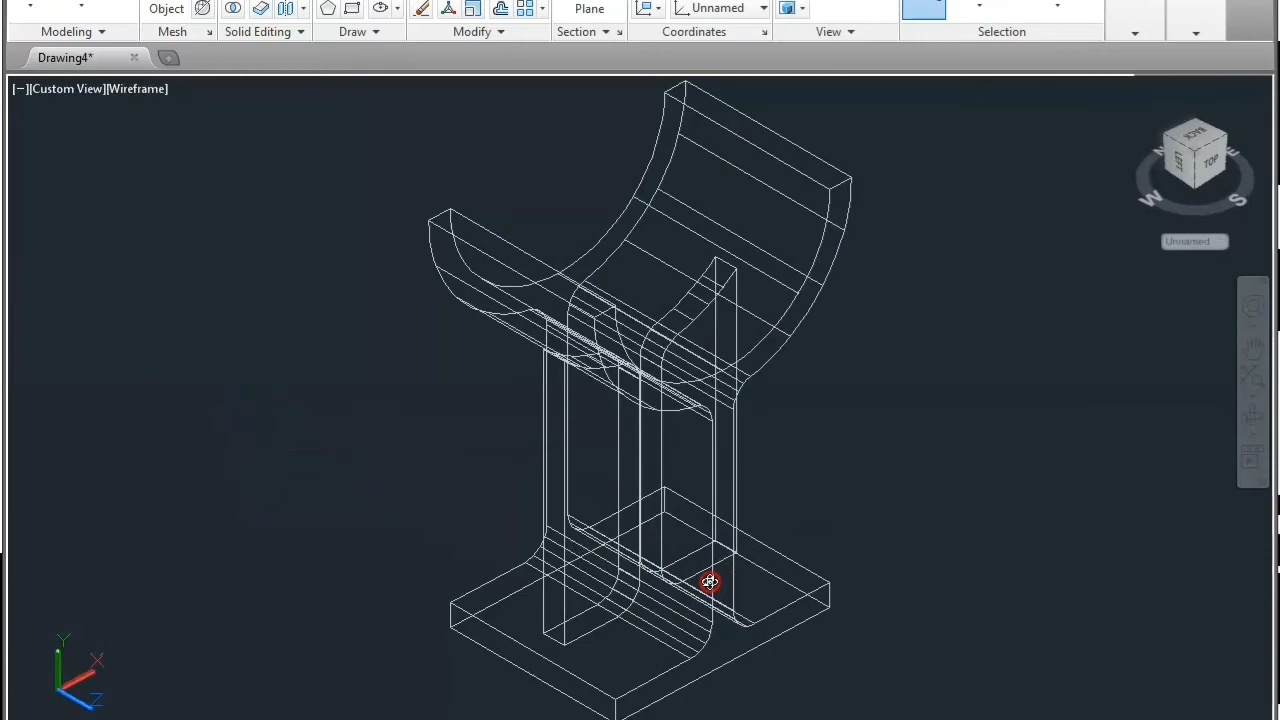 Object
Plane
Unnamed
Modeling
Mesh
Solid Editing
Draw
Modify
Section
Coordinates
View
Selection
Drawing4*
[−][Custom View][Wireframe]
BACK
LEFT
TOP
N
E
W
S
Unnamed
Y
X
Z